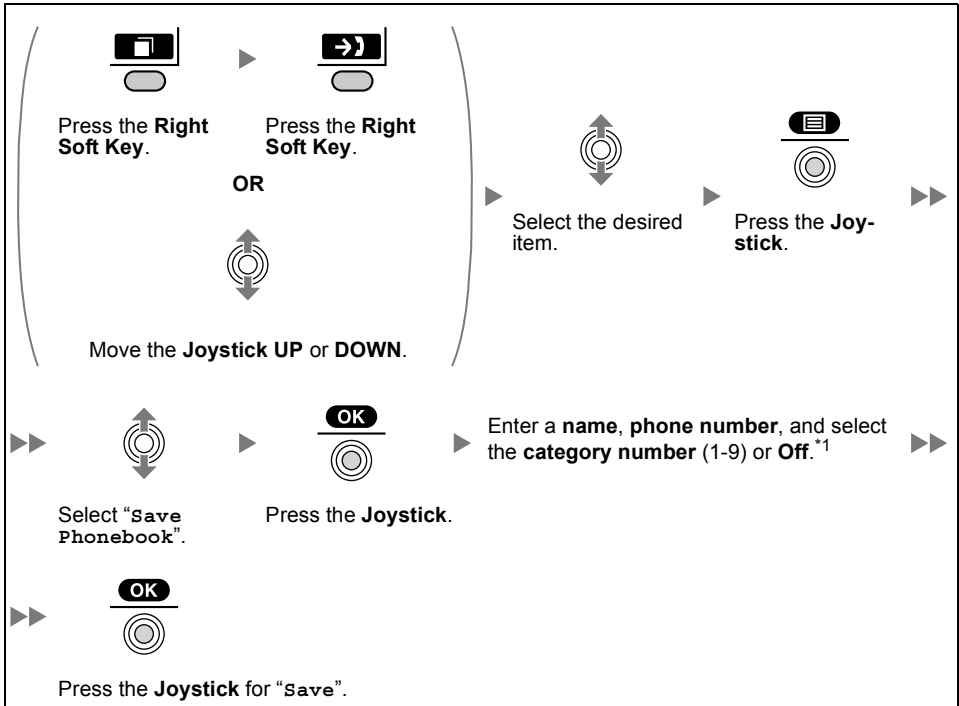 Press the Right
Soft Key.
Press the Right
Soft Key.
OR
Move the Joystick UP or DOWN.
Select the desired
item.
Press the Joy-
stick.
Select “Save
Phonebook”.
OK
Press the Joystick.
Enter a name, phone number, and select
the category number (1-9) or Off.*1
OK
Press the Joystick for “Save”.